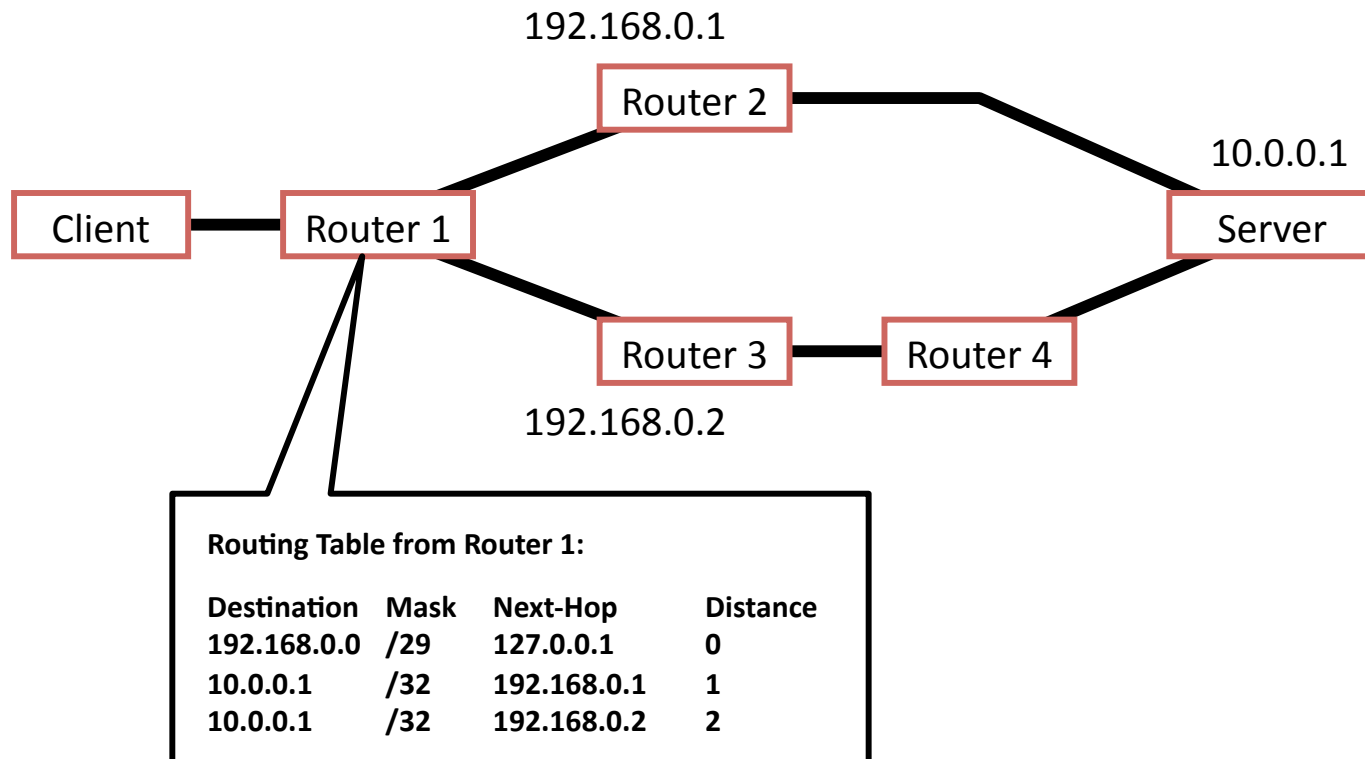 192.168.0.1
Router 2
10.0.0.1
Client
Router 1
Server
Router 3
Router 4
192.168.0.2
Routing Table from Router 1:
Destination Mask Next-Hop Distance
192.168.0.0 /29 127.0.0.1 0
10.0.0.1 /32 192.168.0.1 1
10.0.0.1 /32 192.168.0.2 2